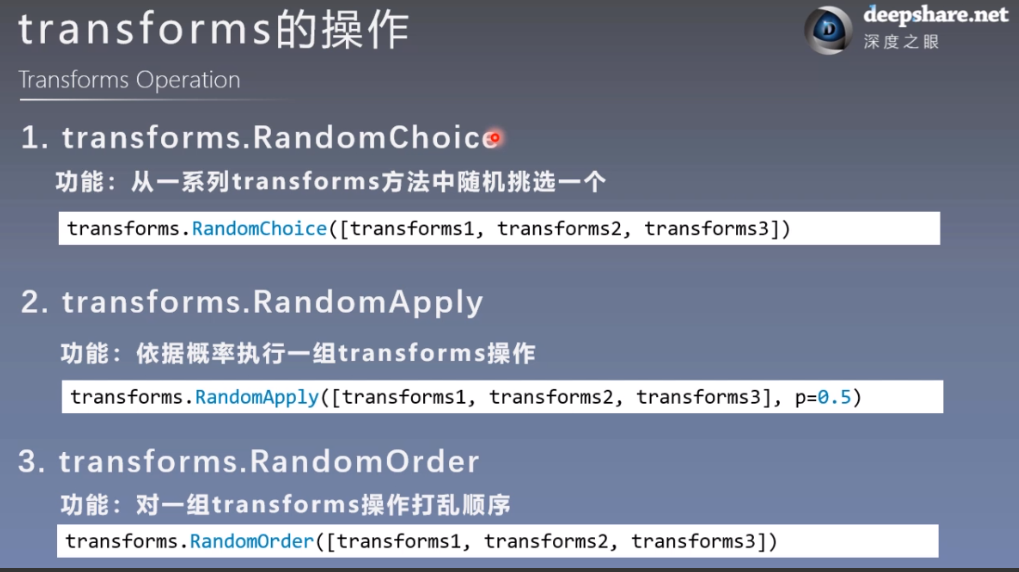 transforms的操作
deepshare.net
深度之眼
Transforms Operation
1. transforms.RandomChoice
功能：从一系列transforms方法中随机挑选一个
transforms.RandomChoice([transforms1, transforms2, transforms3])
2. transforms.RandomApply
功能：依据概率执行一组transforms操作
transforms.RandomApply([transforms1, transforms2, transforms3], p=0.5)
3. transforms.RandomOrder
功能：对一组transforms操作打乱顺序
transforms.RandomOrder([transforms1, transforms2, transforms3])